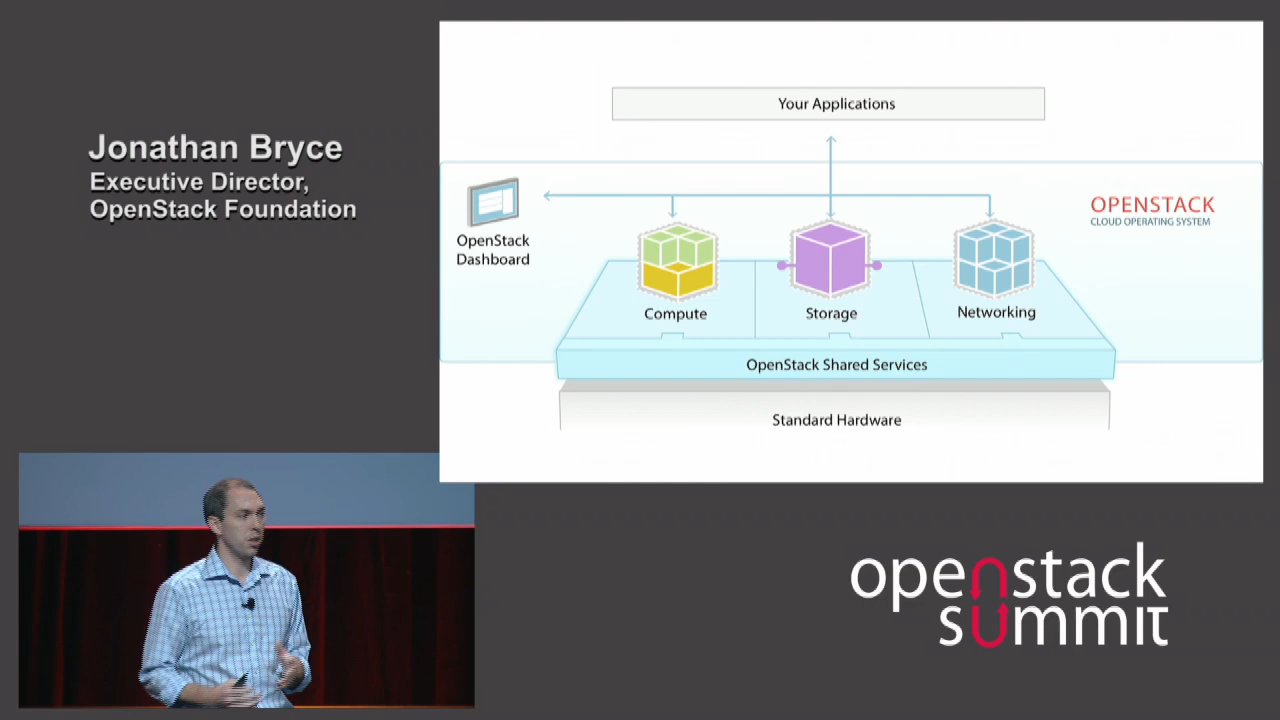 Jonathan Bryce
Executive Director,
OpenStack Foundation
Your Applications
OpenStack
Dashboard
OPENSTACK
CLOUD OPERATING SYSTEM
Compute
Storage
Networking
OpenStack Shared Services
Standard Hardware
openstack
summit